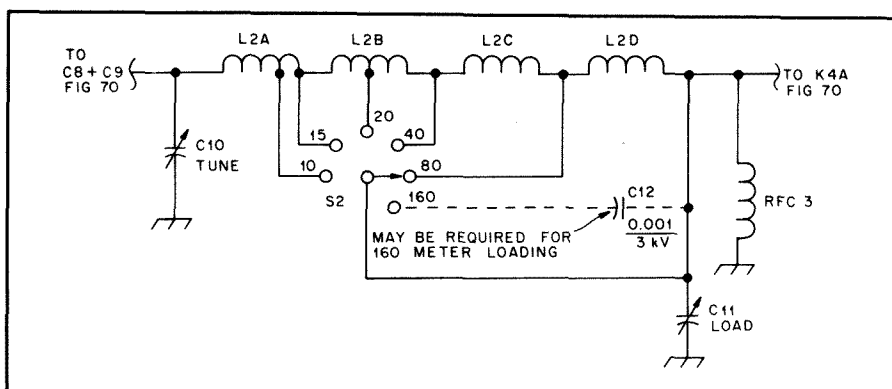 L2A
L2B
L2C
L2D
TO
C8 + C9
FIG 70
TO K4A
FIG 70
C10
TUNE
15
20
40
10
80
S2
160
C12
0.001
3 kV
MAY BE REQUIRED FOR
160 METER LOADING
RFC 3
C11
LOAD